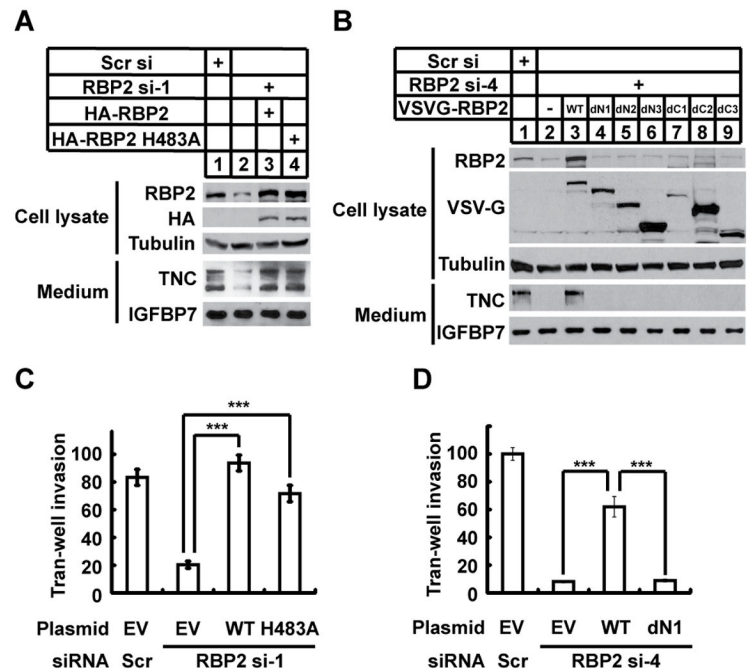 A
Scr si +
RBP2 si-1 +
HA-RBP2 +
HA-RBP2 H483A +
1 2 3 4
Cell lysate
RBP2
HA
Tubulin
Medium
TNC
IGFBP7
B
Scr si +
RBP2 si-4 +
VSVG-RBP2 - WT dN1 dN2 dN3 dC1 dC2 dC3
1 2 3 4 5 6 7 8 9
Cell lysate
RBP2
VSV-G
Tubulin
Medium
TNC
IGFBP7
C
Tran-well invasion
100
80
60
40
20
0
***
***
Plasmid EV EV WT H483A
siRNA Scr RBP2 si-1
D
Tran-well invasion
120
100
80
60
40
20
0
*** ***
Plasmid EV EV WT dN1
siRNA Scr RBP2 si-4